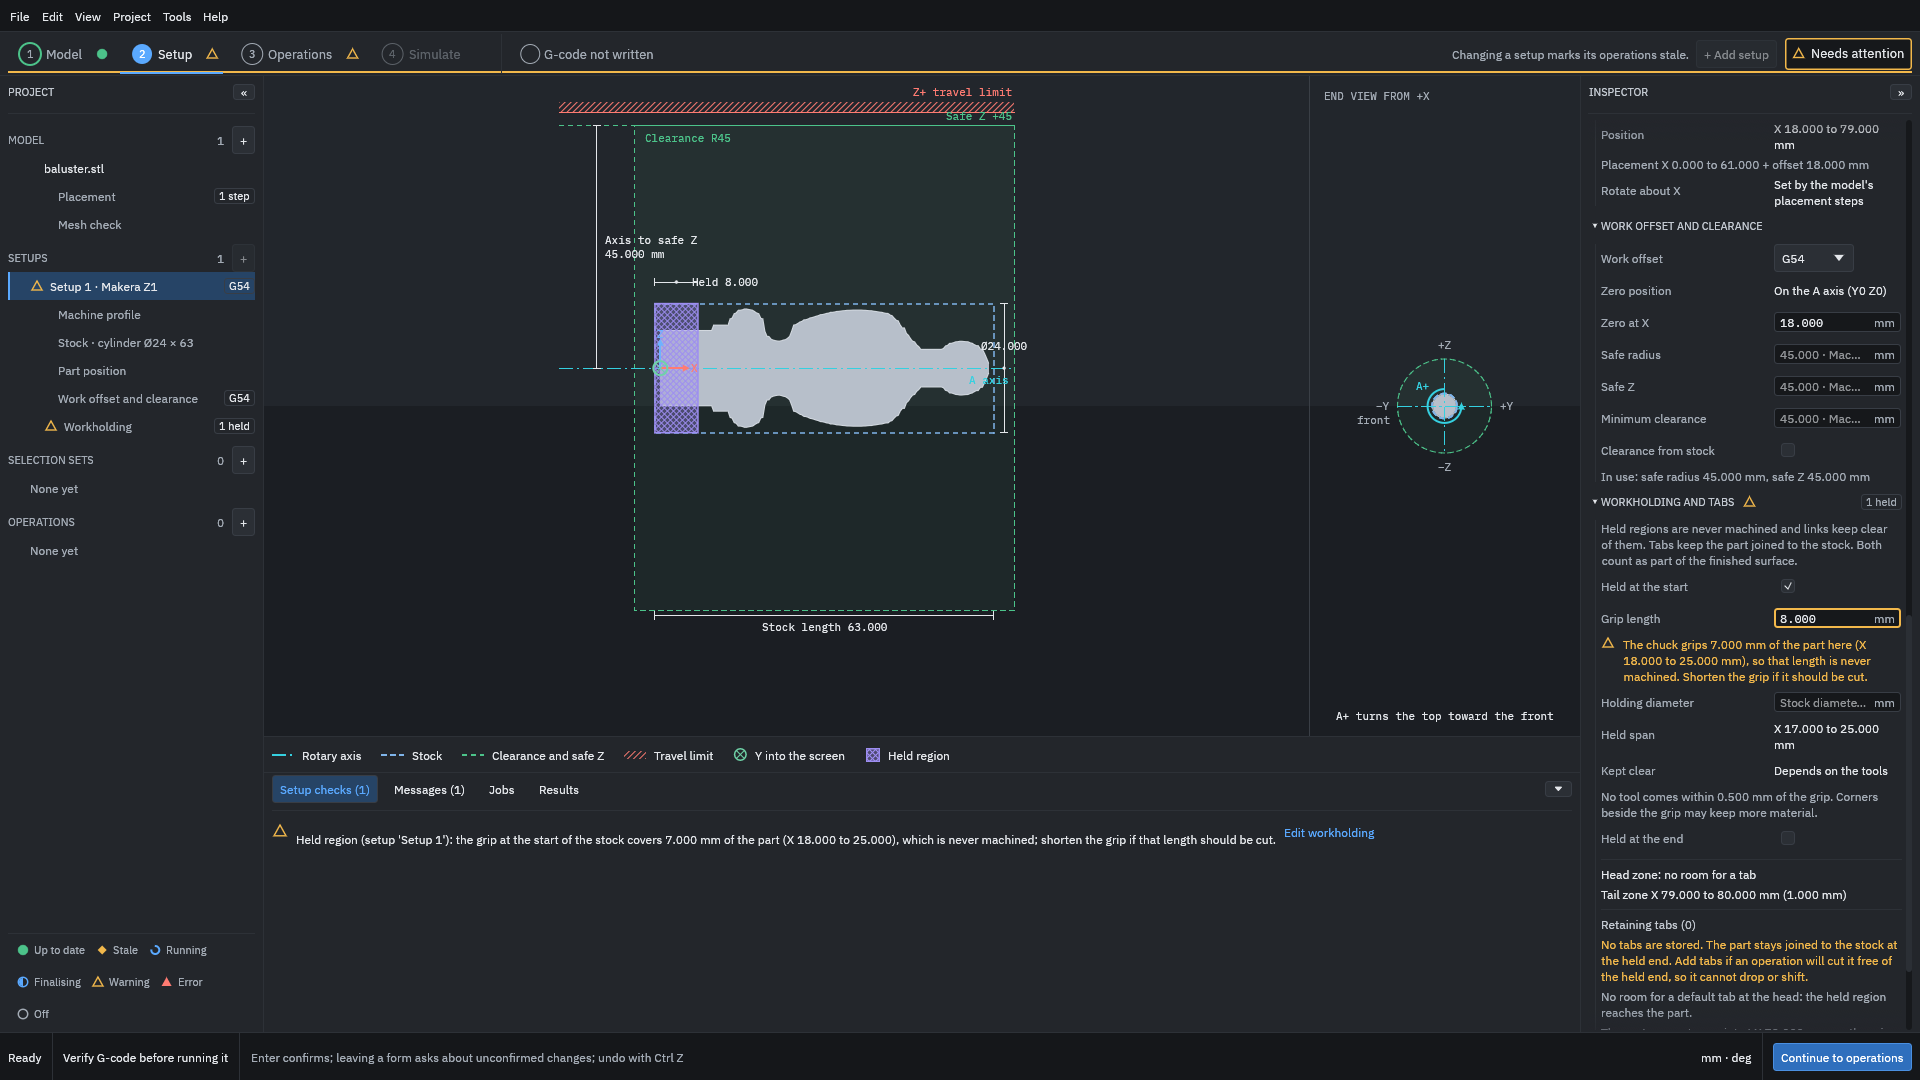 File Edit View Project Tools Help
1 Model 2 Setup 3 Operations 4 Simulate G-code not written Changing a setup marks its operations stale. + Add setup Needs attention
PROJECT «
MODEL 1 +
baluster.stl
Placement 1 step
Mesh check
SETUPS 1 +
Setup 1 · Makera Z1 G54
Machine profile
Stock · cylinder Ø24 × 63
Part position
Work offset and clearance G54
Workholding 1 held
SELECTION SETS 0 +
None yet
OPERATIONS 0 +
None yet
Up to date Stale Running
Finalising Warning Error
Off
Z+ travel limit
Safe Z +45
Clearance R45
Axis to safe Z
45.000 mm
Held 8.000
Ø24.000
A axis
Stock length 63.000
END VIEW FROM +X
+Z
A+
−Y +Y
front
−Z
A+ turns the top toward the front
Rotary axis Stock Clearance and safe Z Travel limit Y into the screen Held region
Setup checks (1) Messages (1) Jobs Results
Held region (setup 'Setup 1'): the grip at the start of the stock covers 7.000 mm of the part (X 18.000 to 25.000), which is never machined; shorten the grip if that length should be cut. Edit workholding
INSPECTOR »
Position X 18.000 to 79.000
mm
Placement X 0.000 to 61.000 + offset 18.000 mm
Rotate about X Set by the model's
placement steps
WORK OFFSET AND CLEARANCE
Work offset G54
Zero position On the A axis (Y0 Z0)
Zero at X 18.000 mm
Safe radius 45.000 · Mac... mm
Safe Z 45.000 · Mac... mm
Minimum clearance 45.000 · Mac... mm
Clearance from stock
In use: safe radius 45.000 mm, safe Z 45.000 mm
WORKHOLDING AND TABS 1 held
Held regions are never machined and links keep clear
of them. Tabs keep the part joined to the stock. Both
count as part of the finished surface.
Held at the start
Grip length 8.000 mm
The chuck grips 7.000 mm of the part here (X
18.000 to 25.000 mm), so that length is never
machined. Shorten the grip if it should be cut.
Holding diameter Stock diamete... mm
Held span X 17.000 to 25.000
mm
Kept clear Depends on the tools
No tool comes within 0.500 mm of the grip. Corners
beside the grip may keep more material.
Held at the end
Head zone: no room for a tab
Tail zone X 79.000 to 80.000 mm (1.000 mm)
Retaining tabs (0)
No tabs are stored. The part stays joined to the stock at
the held end. Add tabs if an operation will cut it free of
the held end, so it cannot drop or shift.
No room for a default tab at the head: the held region
reaches the part.
Ready Verify G-code before running it Enter confirms; leaving a form asks about unconfirmed changes; undo with Ctrl Z mm · deg Continue to operations